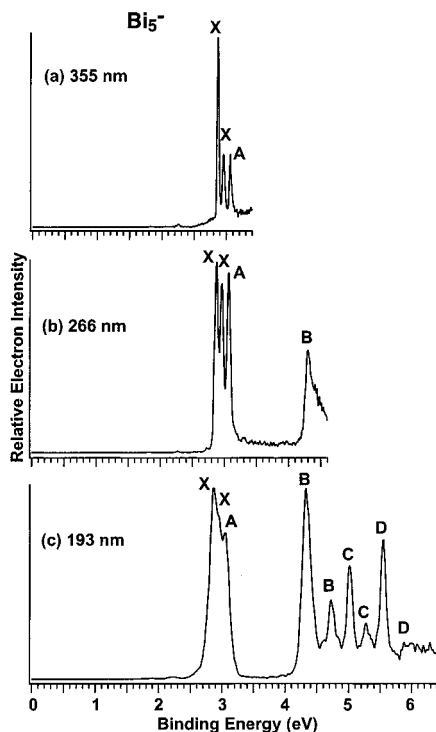 Bi5-
X
(a) 355 nm
X
A
X X A
(b) 266 nm
B
Relative Electron Intensity
X
X
A
(c) 193 nm
B
B
C
C
D
D
0 1 2 3 4 5 6
Binding Energy (eV)